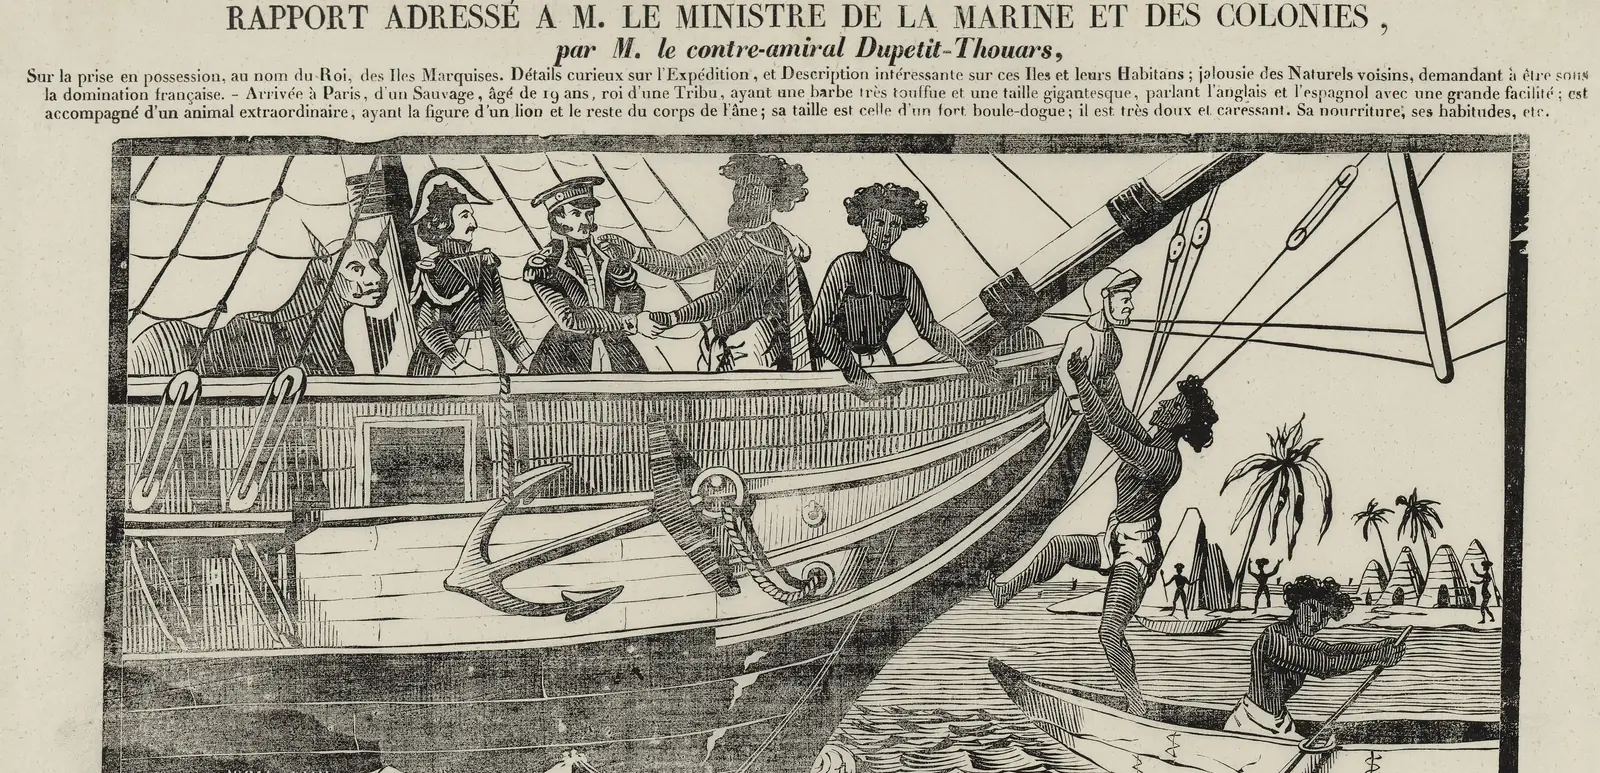 RAPPORT ADRESSÉ A M. LE MINISTRE DE LA MARINE ET DES COLONIES,
par M. le contre-amiral Dupetit-Thouars,
Sur la prise en possession, au nom du Roi, des Iles Marquises. Détails curieux sur l'Expédition, et Description intéressante sur ces Iles et leurs Habitans; jalousie des Naturels voisins, demandant à être sous
la domination française. - Arrivée à Paris, d'un Sauvage, âgé de 19 ans, roi d'une Tribu, ayant une barbe très touffue et une taille gigantesque, parlant l'anglais et l'espagnol avec une grande facilité; est
accompagné d'un animal extraordinaire, ayant la figure d'un lion et le reste du corps de l'âne; sa taille est celle d'un fort boule-dogue; il est très doux et caressant. Sa nourriture, ses habitudes, etc.